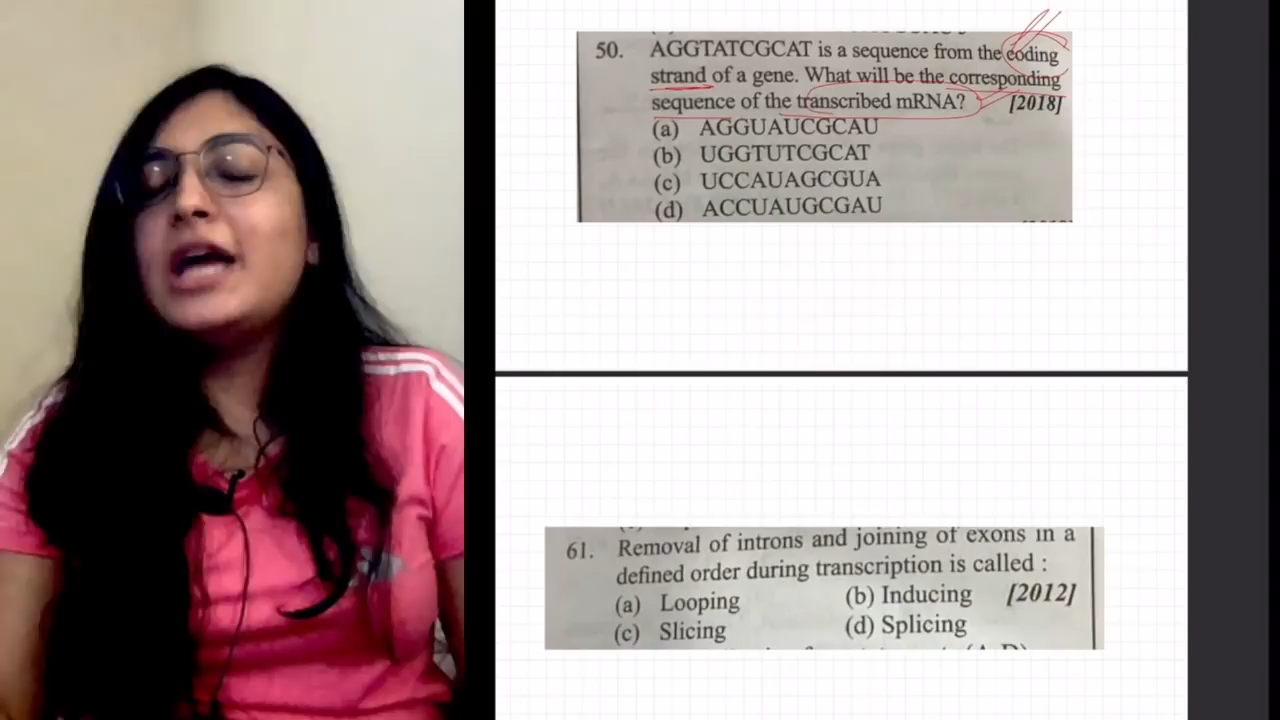 50. AGGTATCGCAT is a sequence from the coding
strand of a gene. What will be the corresponding
sequence of the transcribed mRNA? [2018]
(a) AGGUAUCGCAU
(b) UGGTUTCGCAT
(c) UCCAUAGCGUA
(d) ACCUAUGCGAU
61. Removal of introns and joining of exons in a
defined order during transcription is called :
(a) Looping (b) Inducing [2012]
(c) Slicing (d) Splicing